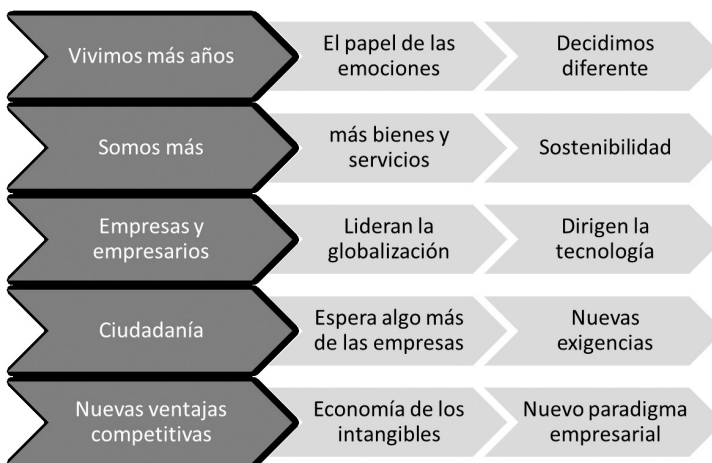 Vivimos más años
El papel de las
emociones
Decidimos
diferente
Somos más
más bienes y
servicios
Sostenibilidad
Empresas y
empresarios
Lideran la
globalización
Dirigen la
tecnología
Ciudadanía
Espera algo más
de las empresas
Nuevas
exigencias
Nuevas ventajas
competitivas
Economía de los
intangibles
Nuevo paradigma
empresarial